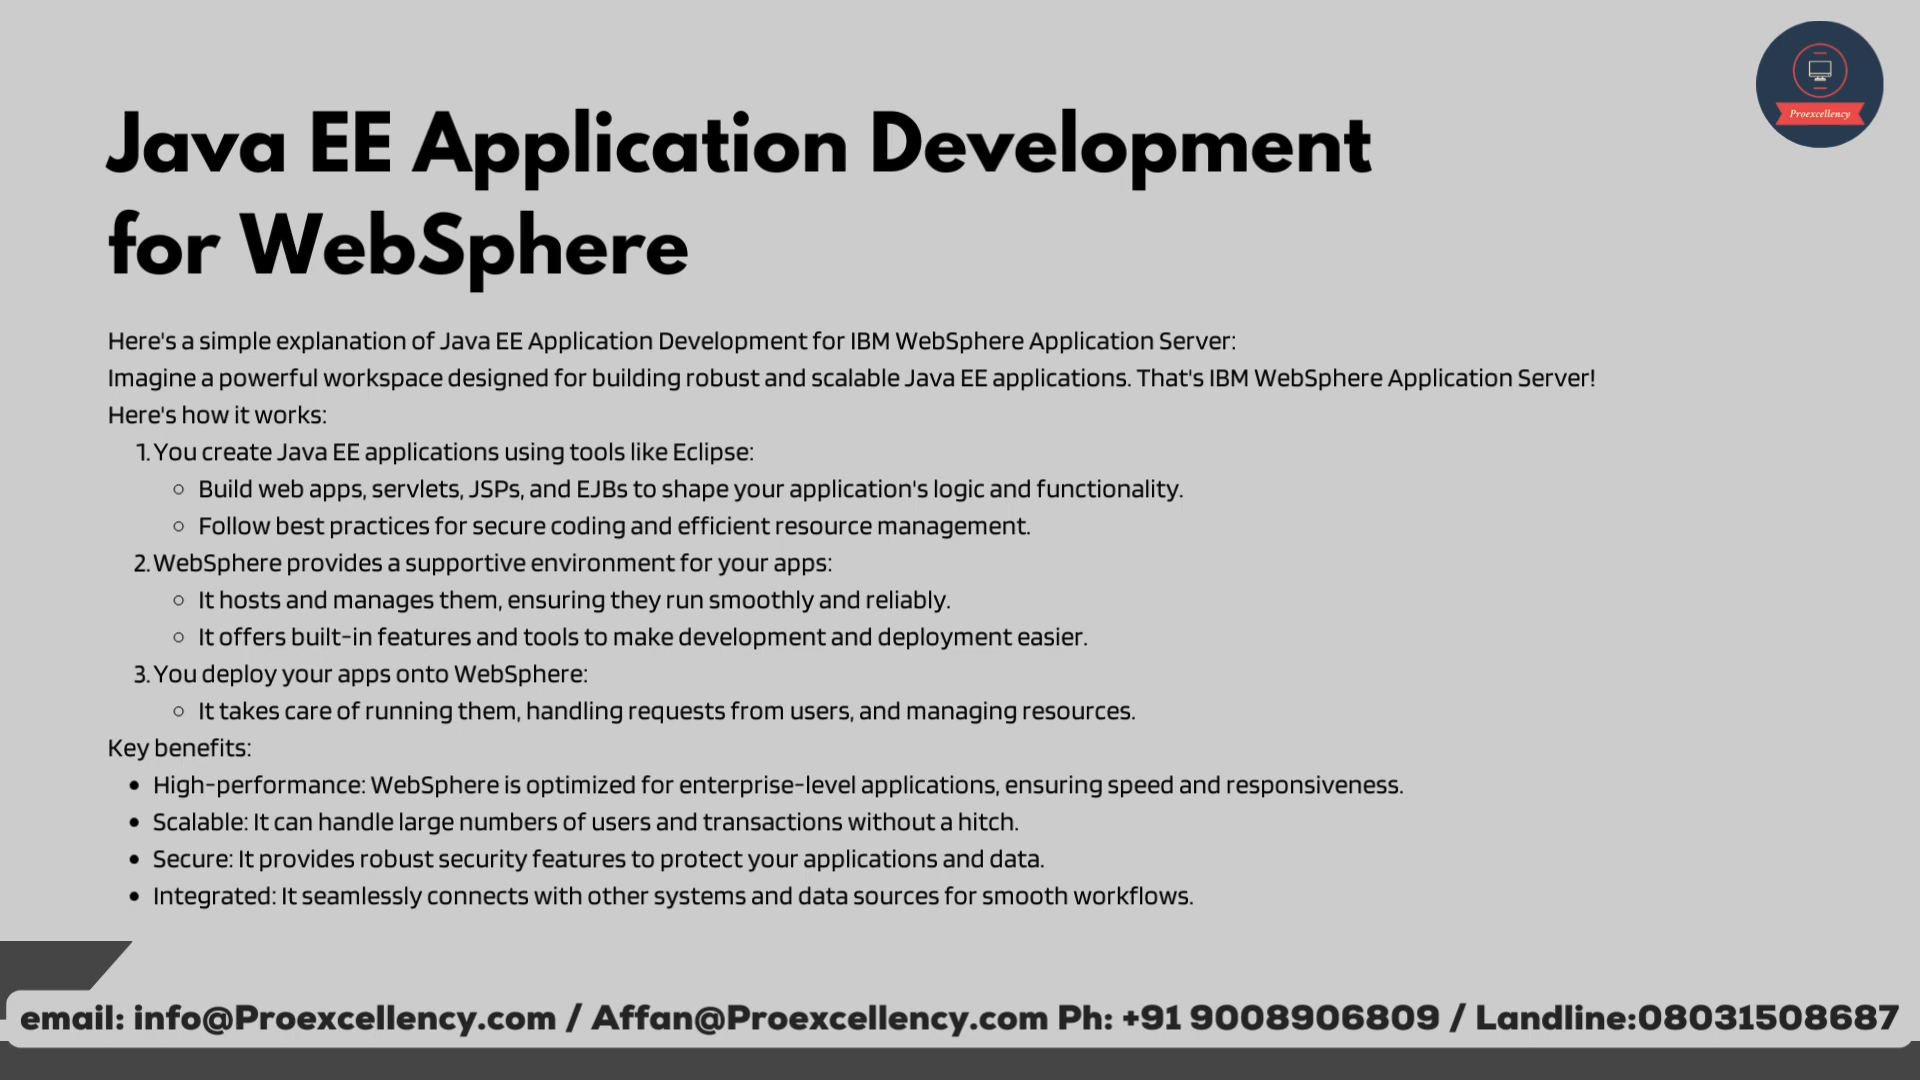 Proexcellency
Java EE Application Development
for WebSphere
Here's a simple explanation of Java EE Application Development for IBM WebSphere Application Server:
Imagine a powerful workspace designed for building robust and scalable Java EE applications. That's IBM WebSphere Application Server!
Here's how it works:
1. You create Java EE applications using tools like Eclipse:
○ Build web apps, servlets, JSPs, and EJBs to shape your application's logic and functionality.
○ Follow best practices for secure coding and efficient resource management.
2. WebSphere provides a supportive environment for your apps:
○ It hosts and manages them, ensuring they run smoothly and reliably.
○ It offers built-in features and tools to make development and deployment easier.
3. You deploy your apps onto WebSphere:
○ It takes care of running them, handling requests from users, and managing resources.
Key benefits:
• High-performance: WebSphere is optimized for enterprise-level applications, ensuring speed and responsiveness.
• Scalable: It can handle large numbers of users and transactions without a hitch.
• Secure: It provides robust security features to protect your applications and data.
• Integrated: It seamlessly connects with other systems and data sources for smooth workflows.
email: info@Proexcellency.com / Affan@Proexcellency.com Ph: +91 9008906809 / Landline:08031508687